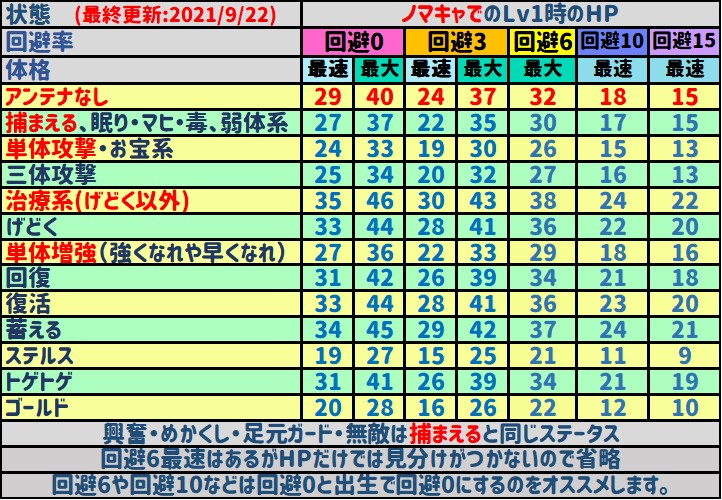 状態 (最終更新:2021/9/22) ノマキャでのLv1時のHP
回避率 回避0 回避3 回避6 回避10 回避15
体格 最速 最大 最速 最大 最大 最速 最速
アンテナなし 29 40 24 37 32 18 15
捕まえる、眠り・マヒ・毒、弱体系 27 37 22 35 30 17 15
単体攻撃・お宝系 24 33 19 30 26 15 13
三体攻撃 25 34 20 32 27 16 13
治療系(げどく以外) 35 46 30 43 38 24 22
げどく 33 44 28 41 36 22 20
単体増強(強くなれや早くなれ) 27 36 22 33 29 18 16
回復 31 42 26 39 34 21 18
復活 33 44 28 41 36 23 20
蓄える 34 45 29 42 37 24 21
ステルス 19 27 15 25 21 11 9
トゲトゲ 31 41 26 39 34 21 19
ゴールド 20 28 16 26 22 12 10
興奮・めかくし・足元ガード・無敵は捕まえると同じステータス
回避6最速はあるがHPだけでは見分けがつかないので省略
回避6や回避10などは回避0と出生で回避0にするのをオススメします。